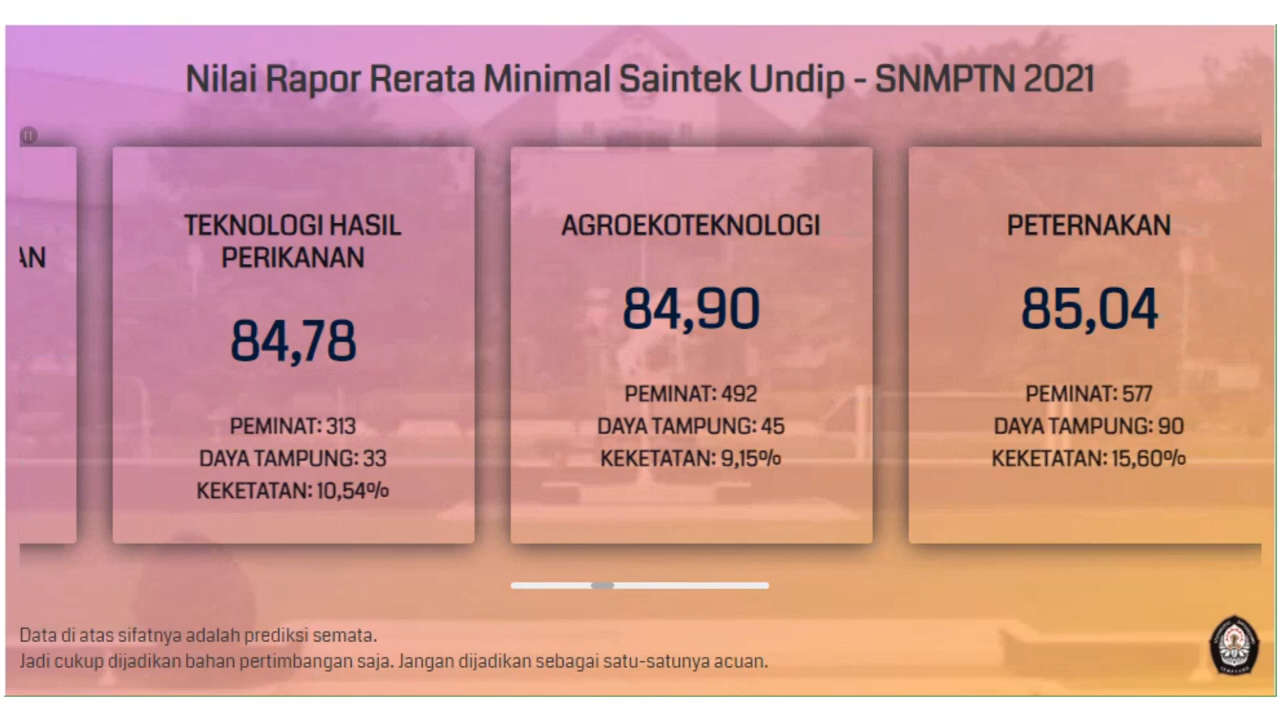 Nilai Rapor Rerata Minimal Saintek Undip - SNMPTN 2021
AN
TEKNOLOGI HASIL
PERIKANAN
84,78
PEMINAT: 313
DAYA TAMPUNG: 33
KEKETATAN: 10,54%
AGROEKOTEKNOLOGI
84,90
PEMINAT: 492
DAYA TAMPUNG: 45
KEKETATAN: 9,15%
PETERNAKAN
85,04
PEMINAT: 577
DAYA TAMPUNG: 90
KEKETATAN: 15,60%
Data di atas sifatnya adalah prediksi semata.
Jadi cukup dijadikan bahan pertimbangan saja. Jangan dijadikan sebagai satu-satunya acuan.